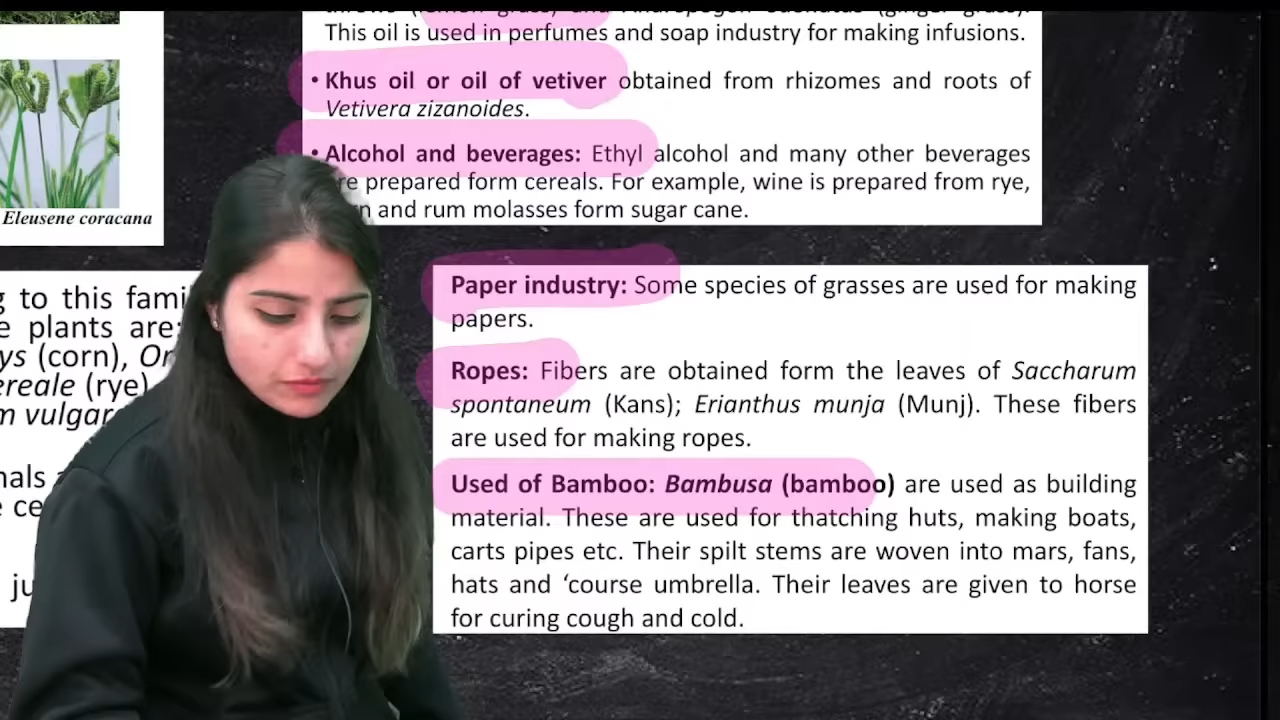 This oil is used in perfumes and soap industry for making infusions.
• Khus oil or oil of vetiver obtained from rhizomes and roots of
Vetivera zizanoides.
• Alcohol and beverages: Ethyl alcohol and many other beverages
prepared form cereals. For example, wine is prepared from rye,
and rum molasses form sugar cane.
Eleusene coracana
to this
plants are:
(corn),
(rye)
Paper industry: Some species of grasses are used for making
papers.
Ropes: Fibers are obtained form the leaves of Saccharum
spontaneum (Kans); Erianthus munja (Munj). These fibers
are used for making ropes.
Used of Bamboo: Bambusa (bamboo) are used as building
material. These are used for thatching huts, making boats,
carts pipes etc. Their spilt stems are woven into mars, fans,
hats and ‘course umbrella. Their leaves are given to horse
for curing cough and cold.